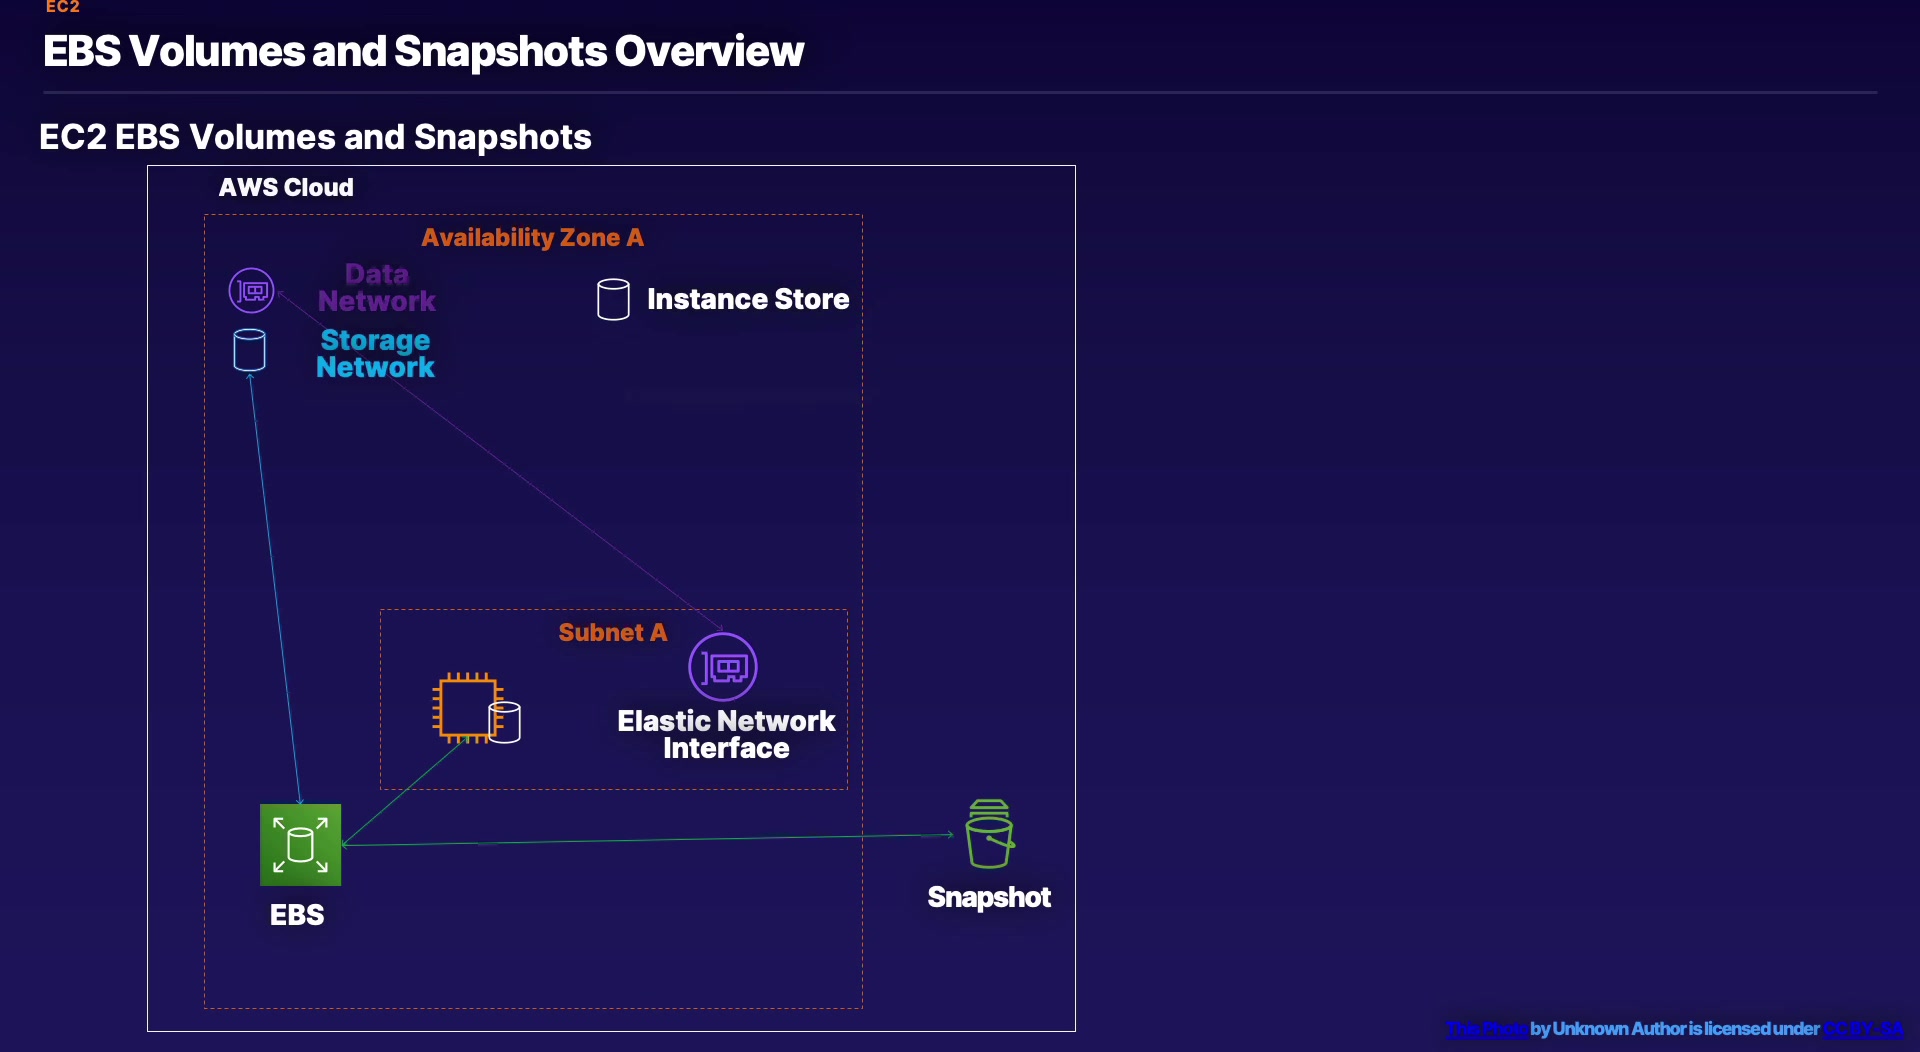 EC2
EBS Volumes and Snapshots Overview
EC2 EBS Volumes and Snapshots
AWS Cloud
Availability Zone A
Data
Network
Instance Store
Storage
Network
Subnet A
Elastic Network
Interface
EBS
Snapshot
This Photo by Unknown Author is licensed under CC BY-SA